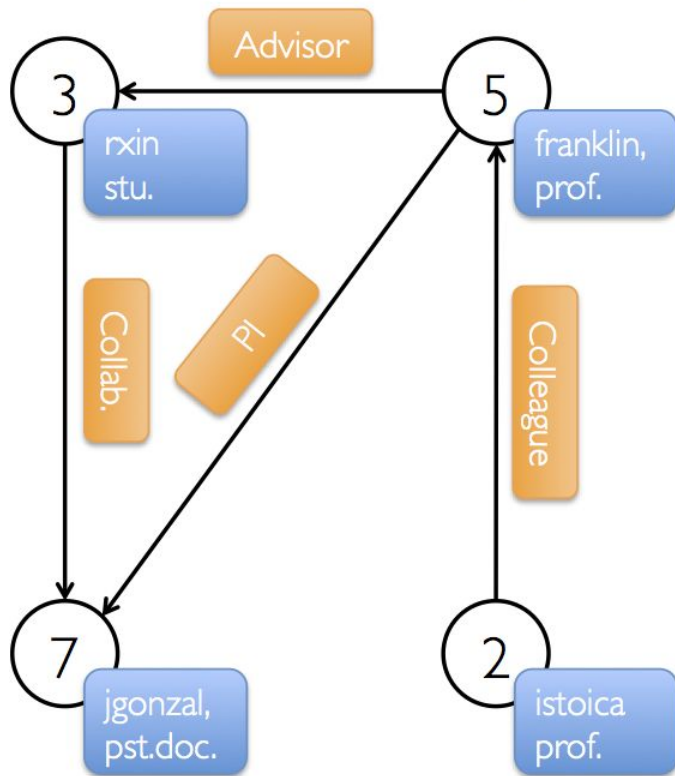 Advisor
3
5
rxin
stu.
franklin,
prof.
Collab.
PI
Colleague
7
2
jgonzal,
pst.doc.
istoica
prof.